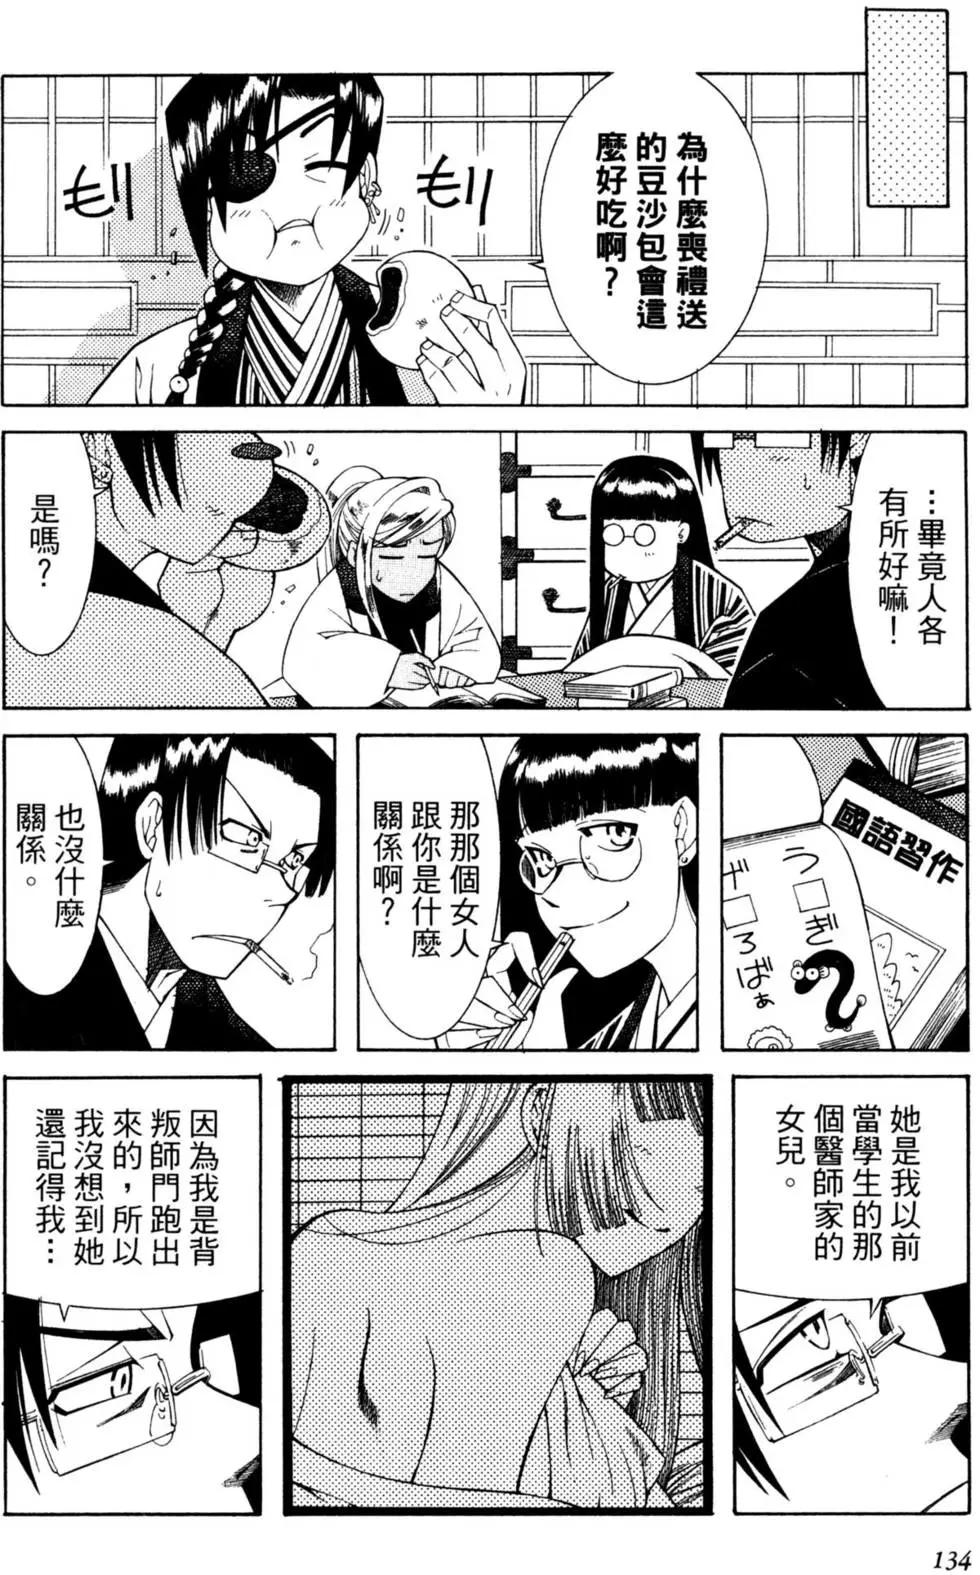 為什麼喪禮送
的豆沙包會這
麼好吃啊？
モリ
モリ
…畢竟人各
有所好嘛！
是嗎？
國語習作
う□ぎ
□ろばぁ
那那個女人
跟你是什麼
關係啊？
也沒什麼
關係。
她是我以前
當學生的那
個醫師家的
女兒。
因為我是背
叛師門跑出
來的，所以
我沒想到她
還記得我…
134